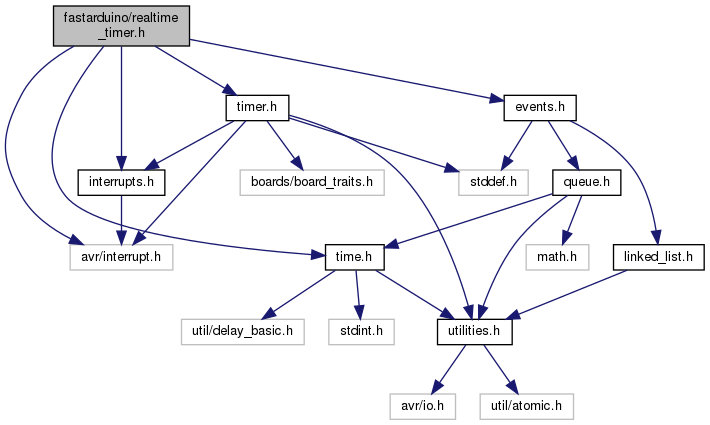 fastarduino/realtime
_timer.h
timer.h
events.h
interrupts.h
boards/board_traits.h
stddef.h
queue.h
avr/interrupt.h
time.h
math.h
linked_list.h
util/delay_basic.h
stdint.h
utilities.h
avr/io.h
util/atomic.h